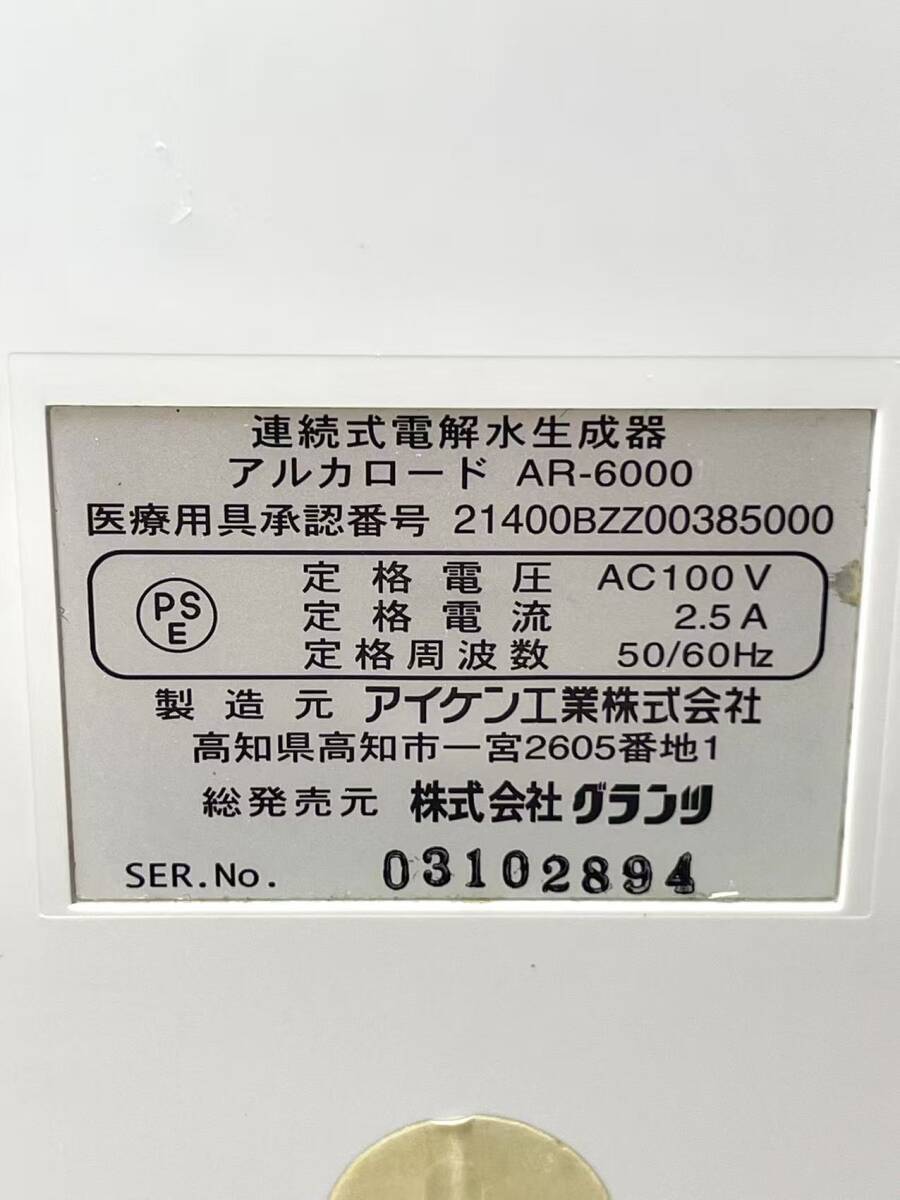 連続式電解水生成器
アルカロード AR-6000
医療用具承認番号 21400BZZ00385000
PS
E
定格電圧 AC100V
定格電流 2.5A
定格周波数 50/60Hz
製造元 アイケン工業株式会社
高知県高知市一宮2605番地1
総発売元 株式会社グランツ
SER.No. 03102894